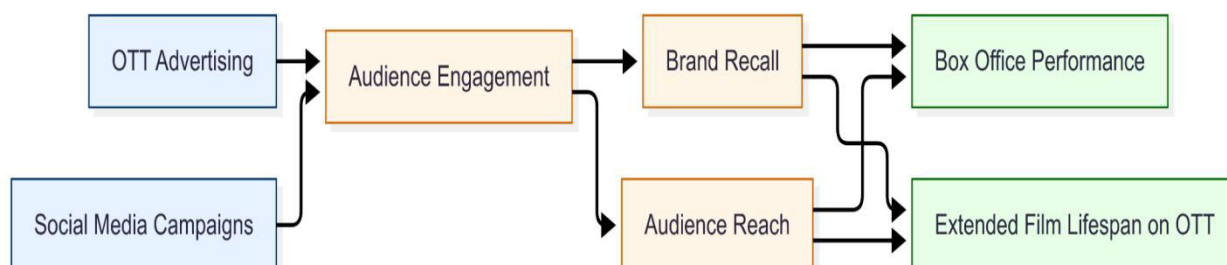 OTT Advertising
Audience Engagement
Brand Recall
Box Office Performance
Social Media Campaigns
Audience Reach
Extended Film Lifespan on OTT